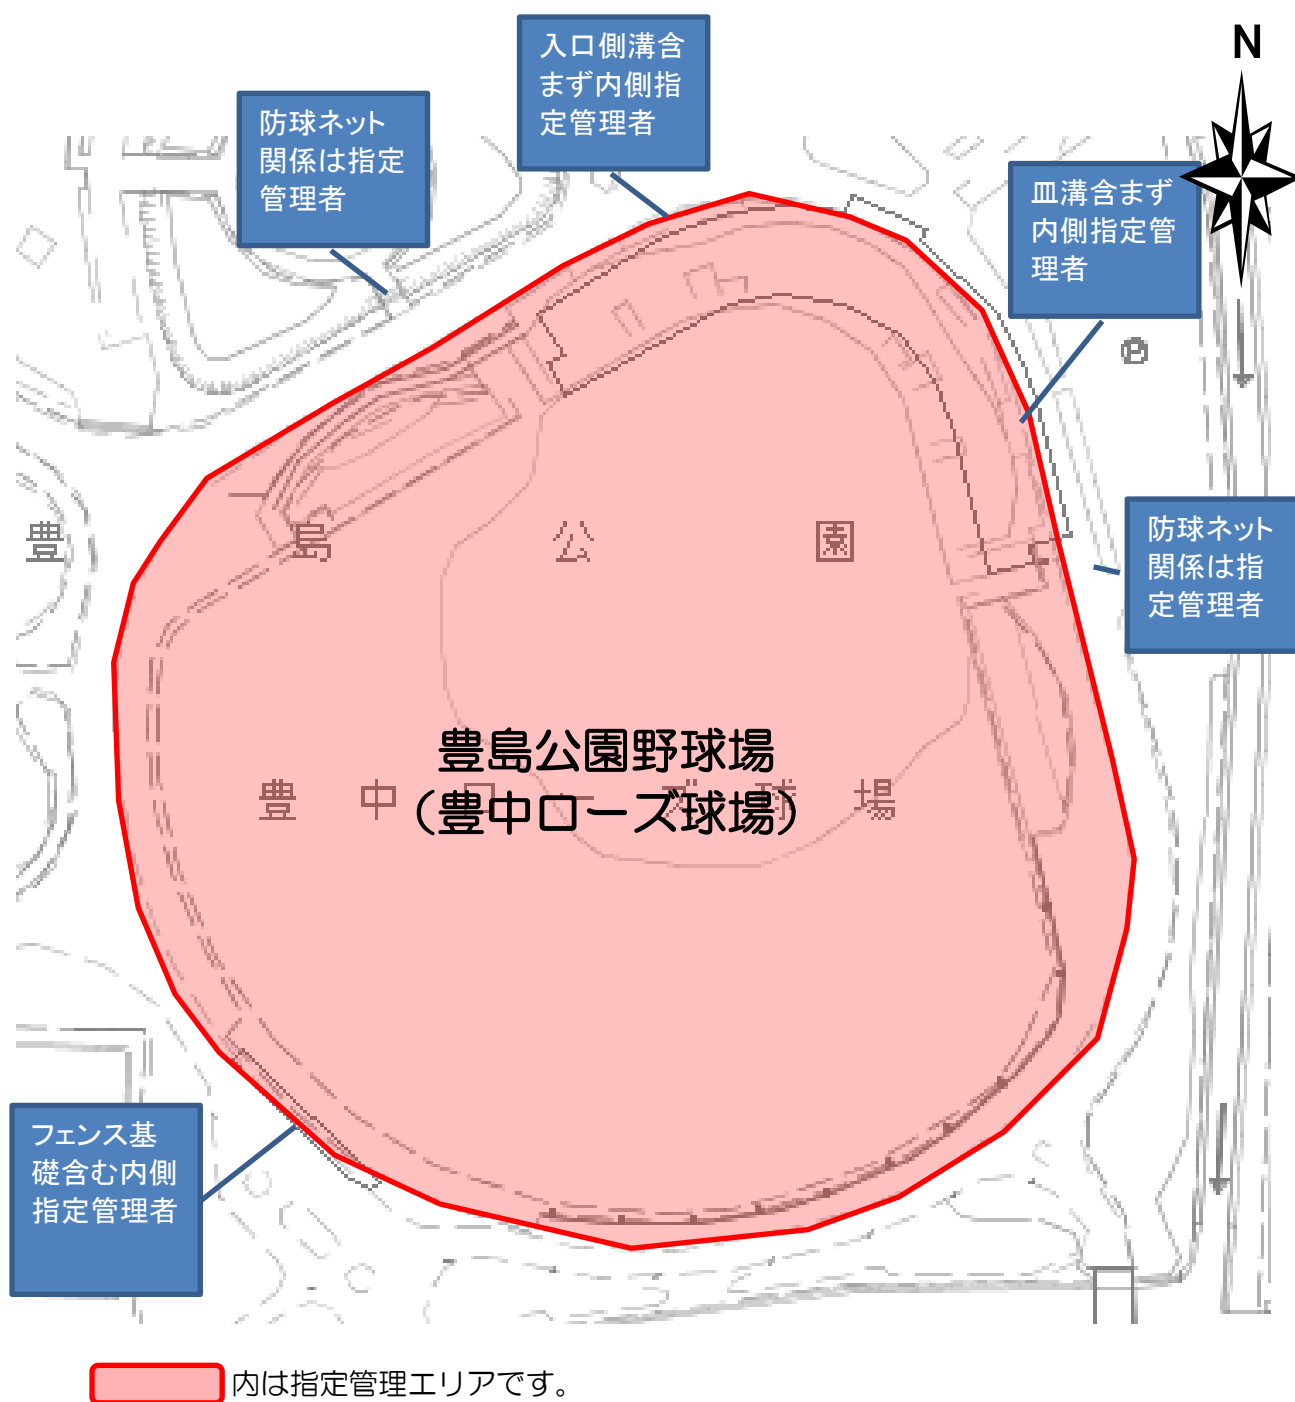 入口側溝含
まず内側指
定管理者
N
防球ネット
関係は指定
管理者
皿溝含まず
内側指定管
理者
豊島公園
防球ネット
関係は指
定管理者
豊島公園野球場
(豊中ローズ球場)
豊中ローズ球場
フェンス基
礎含む内側
指定管理者
内は指定管理エリアです。